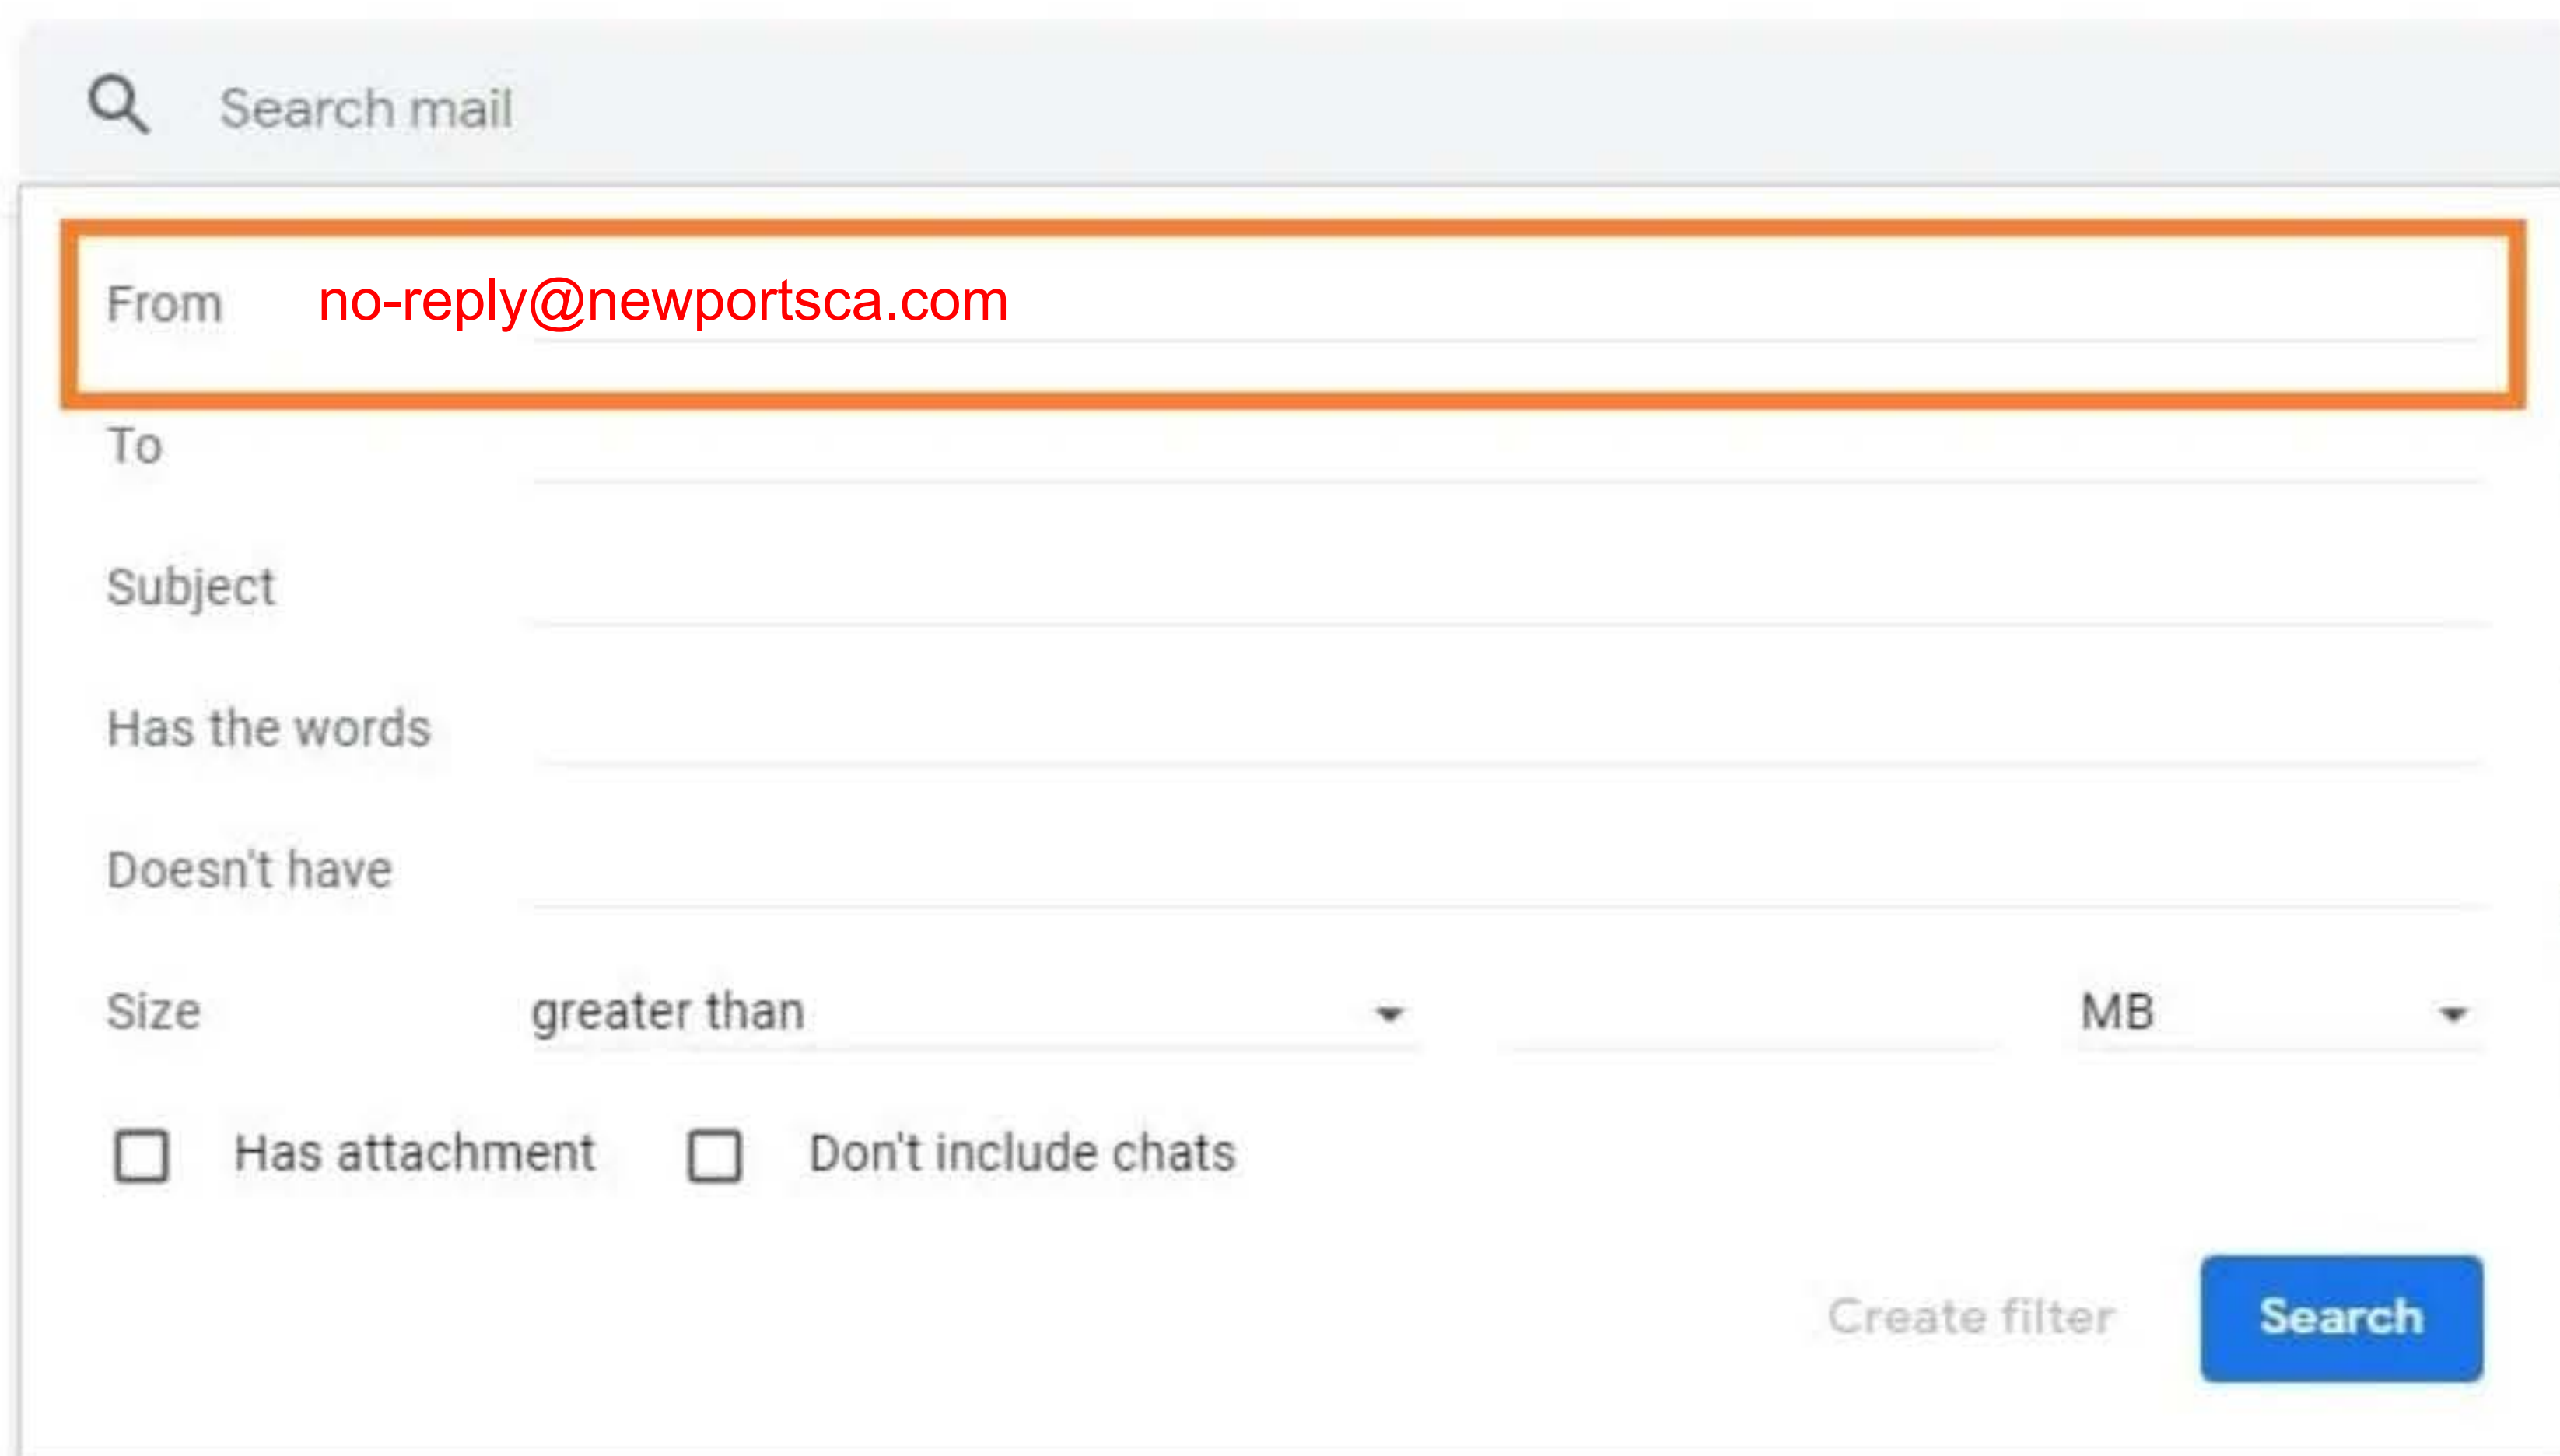 Search mail
From no-reply@newportsca.com
To
Subject
Has the words
Doesn't have
Size greater than MB
Has attachment Don't include chats
Create filter Search